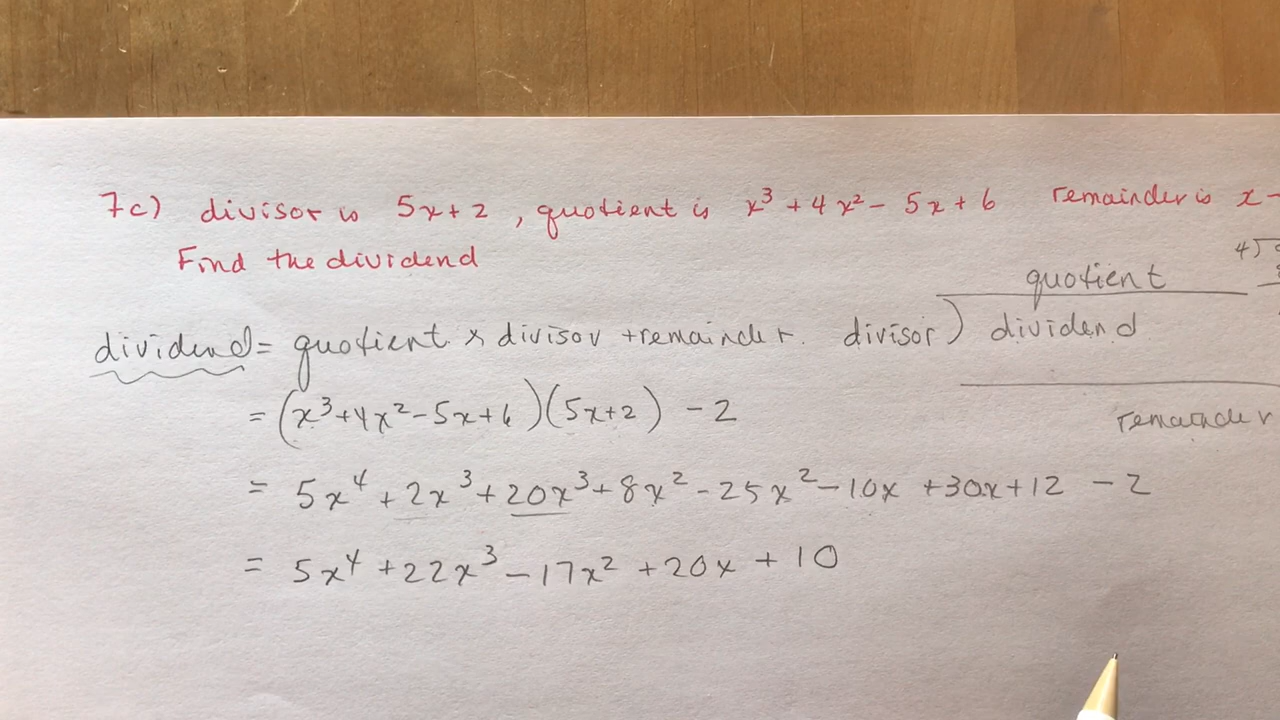 7c) divisor is 5x+2, quotient is x³+4x²-5x+6 remainder is x-
Find the dividend
4)
quotient
divisor) dividend
remainder
dividend = quotient x divisor + remainder.
= (x³+4x²-5x+6)(5x+2) -2
= 5x⁴+2x³+20x³+8x²-25x²-10x+30x+12-2
= 5x⁴+22x³-17x²+20x+10